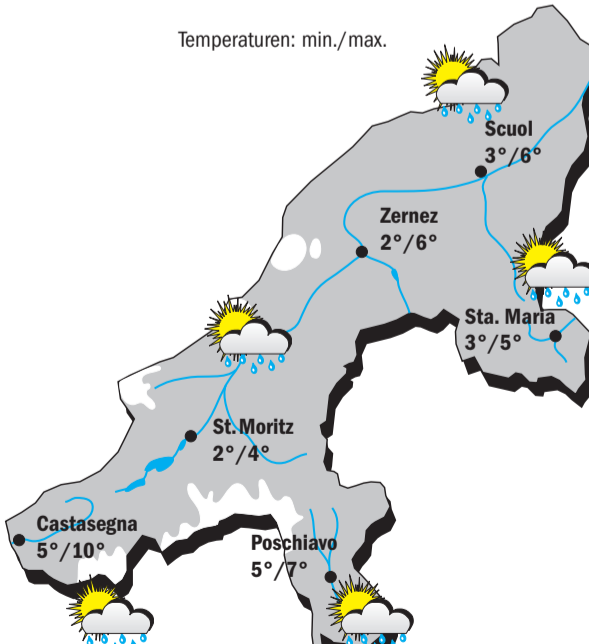 Temperaturen: min./max.
Scuol
3°/6°
Zernez
2°/6°
Sta. Maria
3°/5°
St. Moritz
2°/4°
Castasegna
5°/10°
Poschiavo
5°/7°